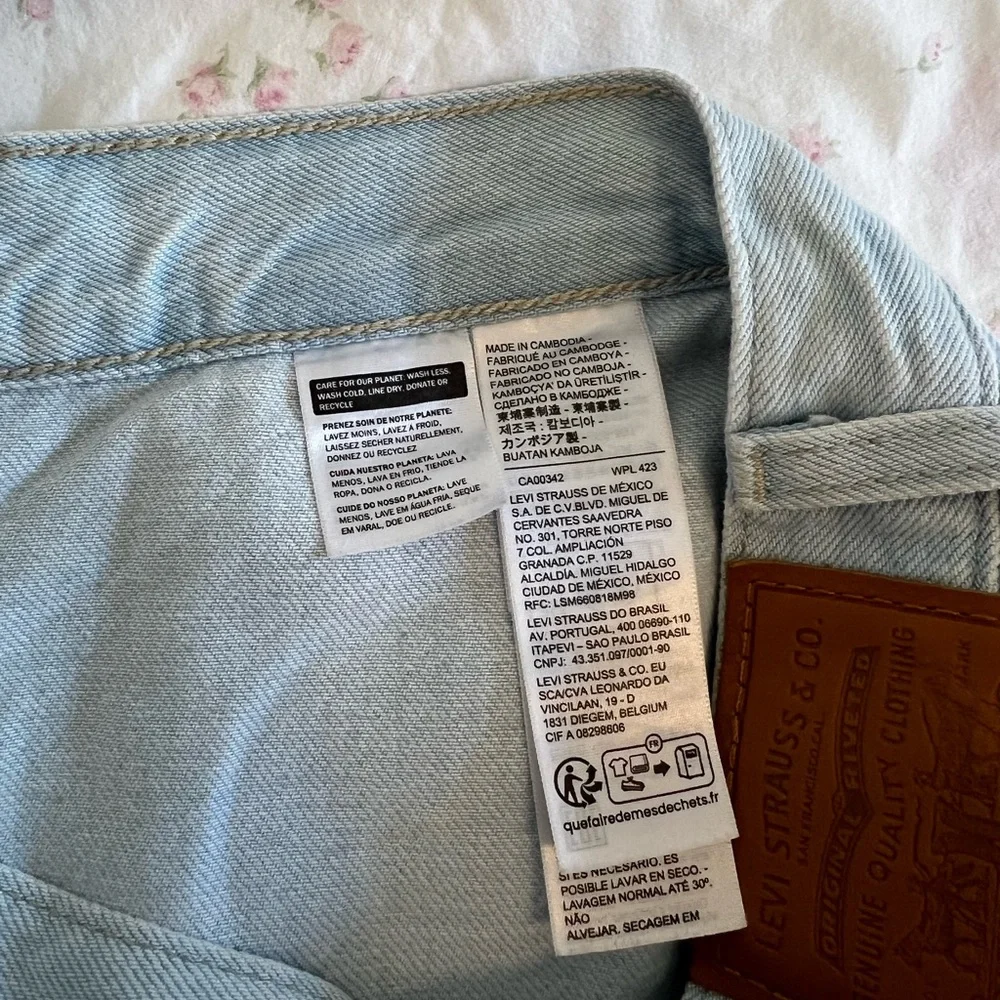 CARE FOR OUR PLANET: WASH LESS,
WASH COLD, LINE DRY, DONATE OR
RECYCLE
PRENEZ SOIN DE NOTRE PLANETE:
LAVEZ MOINS, LAVEZ A FROID,
LAISSEZ SECHER NATURELLEMENT,
DONNEZ OU RECYCLEZ
CUIDA NUESTRO PLANETA: LAVA
MENOS, LAVA EN FRIO, TIENDE LA
ROPA, DONA O RECICLA.
CUIDE DO NOSSO PLANETA: LAVE
MENOS, LAVE EM ÁGUA FRIA, SEQUE
EM VARAL, DOE OU RECICLE.
MADE IN CAMBODIA -
FABRIQUÉ AU CAMBODGE -
FABRICADO EN CAMBOYA -
FABRICADO NO CAMBOJA -
KAMBOÇYA' DA ÜRETİLİŞTİR -
СДЕЛАНО В КАМБОДЖЕ -
柬埔寨制造 - 柬埔寨製 -
제조국 : 캄보디아 -
カンボジア製 -
BUATAN KAMBOJA
CA00342 WPL 423
LEVI STRAUSS DE MÉXICO
S.A. DE C.V.BLVD. MIGUEL DE
CERVANTES SAAVEDRA
NO. 301, TORRE NORTE PISO
7 COL. AMPLIACIÓN
GRANADA C.P. 11529
ALCALDÍA. MIGUEL HIDALGO
CIUDAD DE MÉXICO, MÉXICO
RFC: LSM660818M98
LEVI STRAUSS DO BRASIL
AV. PORTUGAL, 400 06690-110
ITAPEVI – SAO PAULO BRASIL
CNPJ: 43.351.097/0001-90
LEVI STRAUSS & CO. EU
SCA/CVA LEONARDO DA
VINCILAAN, 19 - D
1831 DIEGEM, BELGIUM
CIF A 08298806
FR
quefairedemesdechets.fr
SI ES NECESARIO. ES
POSIBLE LAVAR EN SECO. -
LAVAGEM NORMAL ATÉ 30º.
NÃO
ALVEJAR. SECAGEM EM
LEVI STRAUSS & CO.
SAN FRANCISCO.CAL
ORIGINAL RIVETED
QUALITY CLOTHING